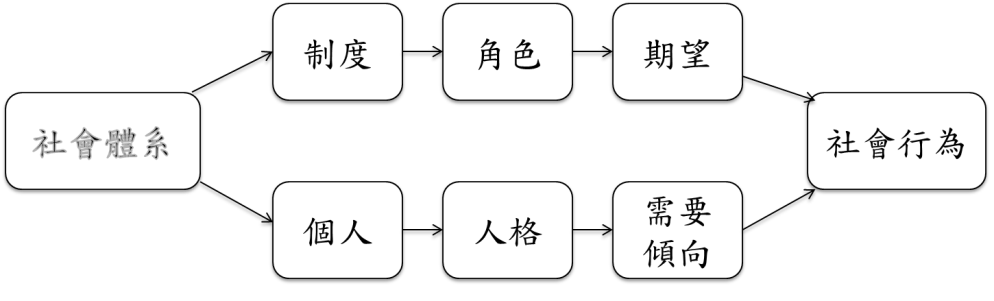 制度
角色
期望
社會體系
社會行為
個人
人格
需要
傾向